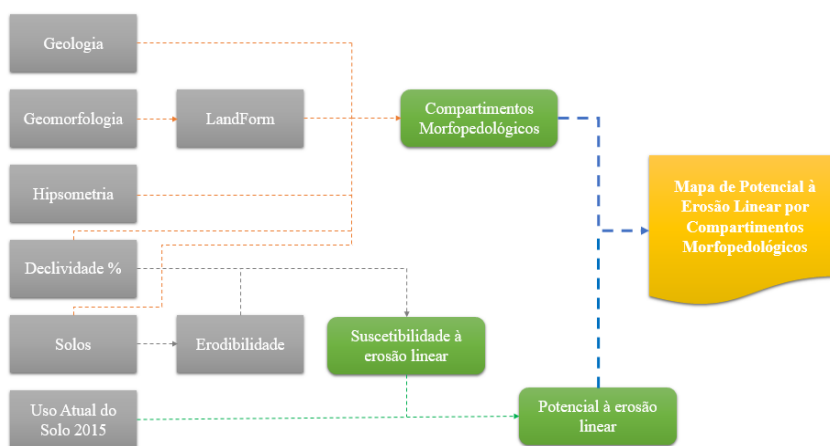 Geologia
Geomorfologia
LandForm
Compartimentos
Morfopedológicos
Hipsometria
Mapa de Potencial à
Erosão Linear por
Compartimentos
Morfopedológicos
Declividade %
Solos
Erodibilidade
Suscetibilidade à
erosão linear
Uso Atual do
Solo 2015
Potencial à erosão
linear